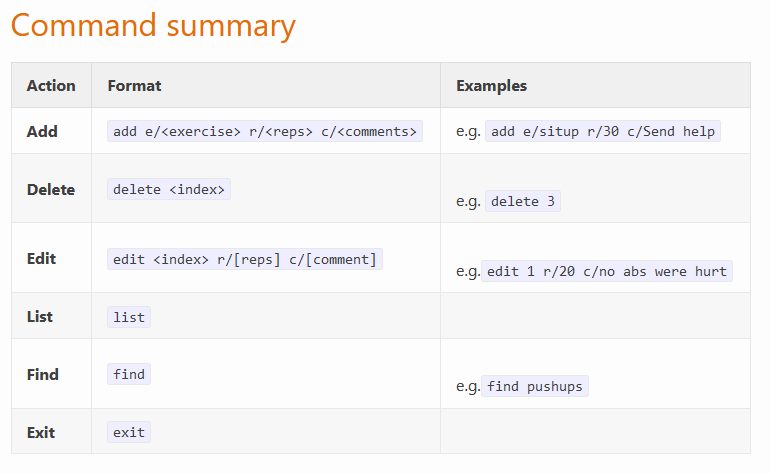 Command summary
Action Format Examples
Add add e/<exercise> r/<reps> c/<comments> e.g. add e/situp r/30 c/Send help
Delete delete <index> e.g. delete 3
Edit edit <index> r/[reps] c/[comment] e.g. edit 1 r/20 c/no abs were hurt
List list
Find find e.g. find pushups
Exit exit